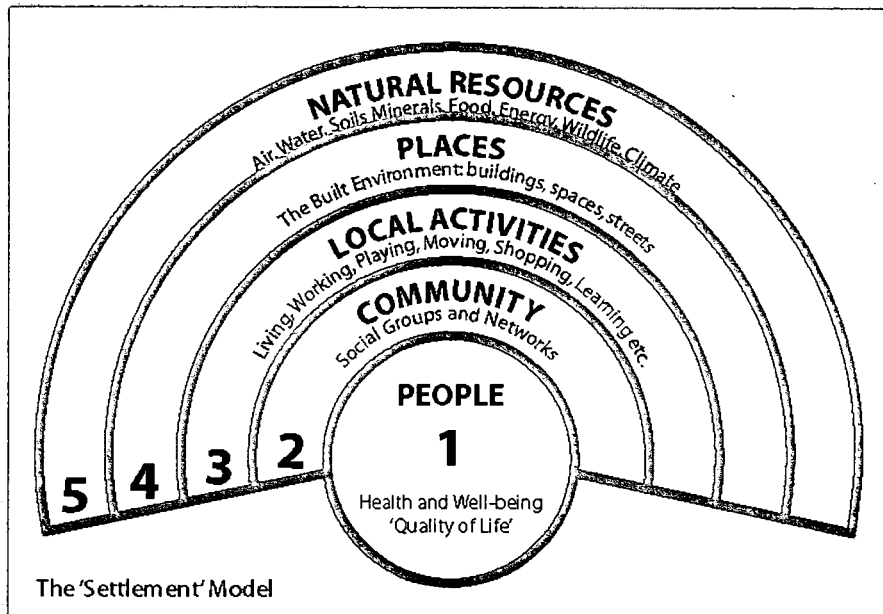 NATURAL RESOURCES
Air, Water, Soils Minerals, Food, Energy, Wildlife, Climate
PLACES
The Built Environment: buildings, spaces, streets
LOCAL ACTIVITIES
Living, Working, Playing, Moving, Shopping, Learning etc.
COMMUNITY
Social Groups and Networks
PEOPLE
1
Health and Well-being
'Quality of Life'
5 4 3 2
The 'Settlement' Model